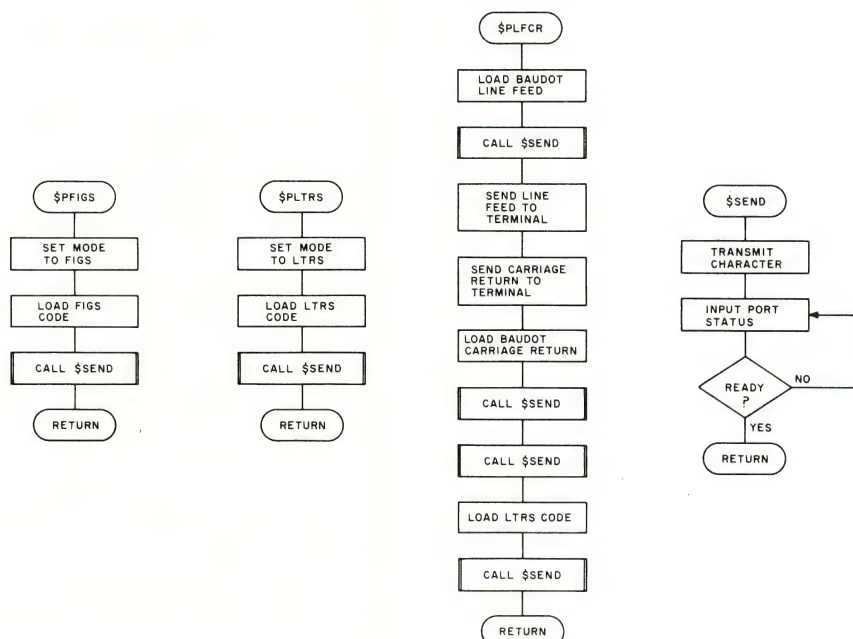 $PFIGS
SET MODE
TO FIGS
LOAD FIGS
CODE
CALL $SEND
RETURN
$PLTRS
SET MODE
TO LTRS
LOAD LTRS
CODE
CALL $SEND
RETURN
$PLFCR
LOAD BAUDOT
LINE FEED
CALL $SEND
SEND LINE
FEED TO
TERMINAL
SEND CARRIAGE
RETURN TO
TERMINAL
LOAD BAUDOT
CARRIAGE RETURN
CALL $SEND
CALL $SEND
LOAD LTRS CODE
CALL $SEND
RETURN
$SEND
TRANSMIT
CHARACTER
INPUT PORT
STATUS
READY
?
NO
YES
RETURN